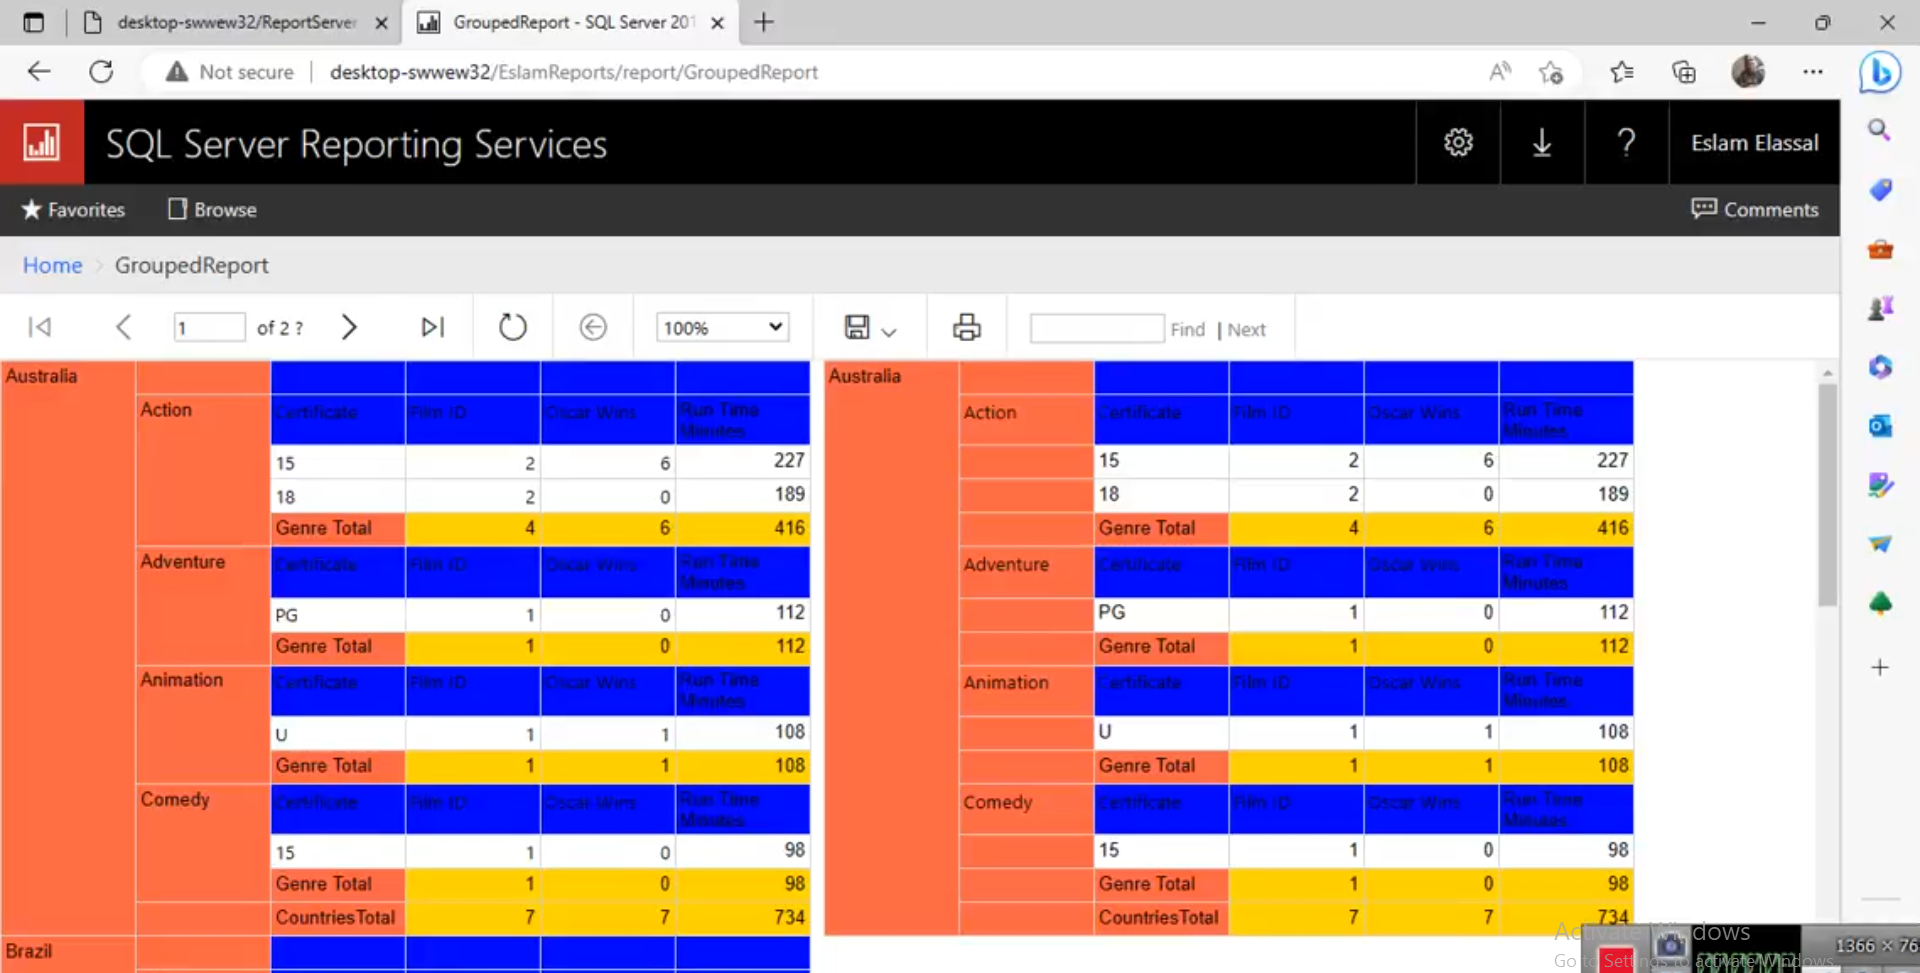 desktop-swwew32/ReportServer
GroupedReport - SQL Server 201
Not secure
desktop-swwew32/EslamReports/report/GroupedReport
SQL Server Reporting Services
?
Eslam Elassal
Favorites
Browse
Comments
Home > GroupedReport
1 of 2 ?
100%
Find | Next
Australia
Action Certificate Film ID Oscar Wins Run Time Minutes
15 2 6 227
18 2 0 189
Genre Total 4 6 416
Adventure Certificate Film ID Oscar Wins Run Time Minutes
PG 1 0 112
Genre Total 1 0 112
Animation Certificate Film ID Oscar Wins Run Time Minutes
U 1 1 108
Genre Total 1 1 108
Comedy Certificate Film ID Oscar Wins Run Time Minutes
15 1 0 98
Genre Total 1 0 98
CountriesTotal 7 7 734
Brazil
Australia
Action Certificate Film ID Oscar Wins Run Time Minutes
15 2 6 227
18 2 0 189
Genre Total 4 6 416
Adventure Certificate Film ID Oscar Wins Run Time Minutes
PG 1 0 112
Genre Total 1 0 112
Animation Certificate Film ID Oscar Wins Run Time Minutes
U 1 1 108
Genre Total 1 1 108
Comedy Certificate Film ID Oscar Wins Run Time Minutes
15 1 0 98
Genre Total 1 0 98
CountriesTotal 7 7 734
Activate Windows
Go to Settings to activate Windows.
1366 × 76